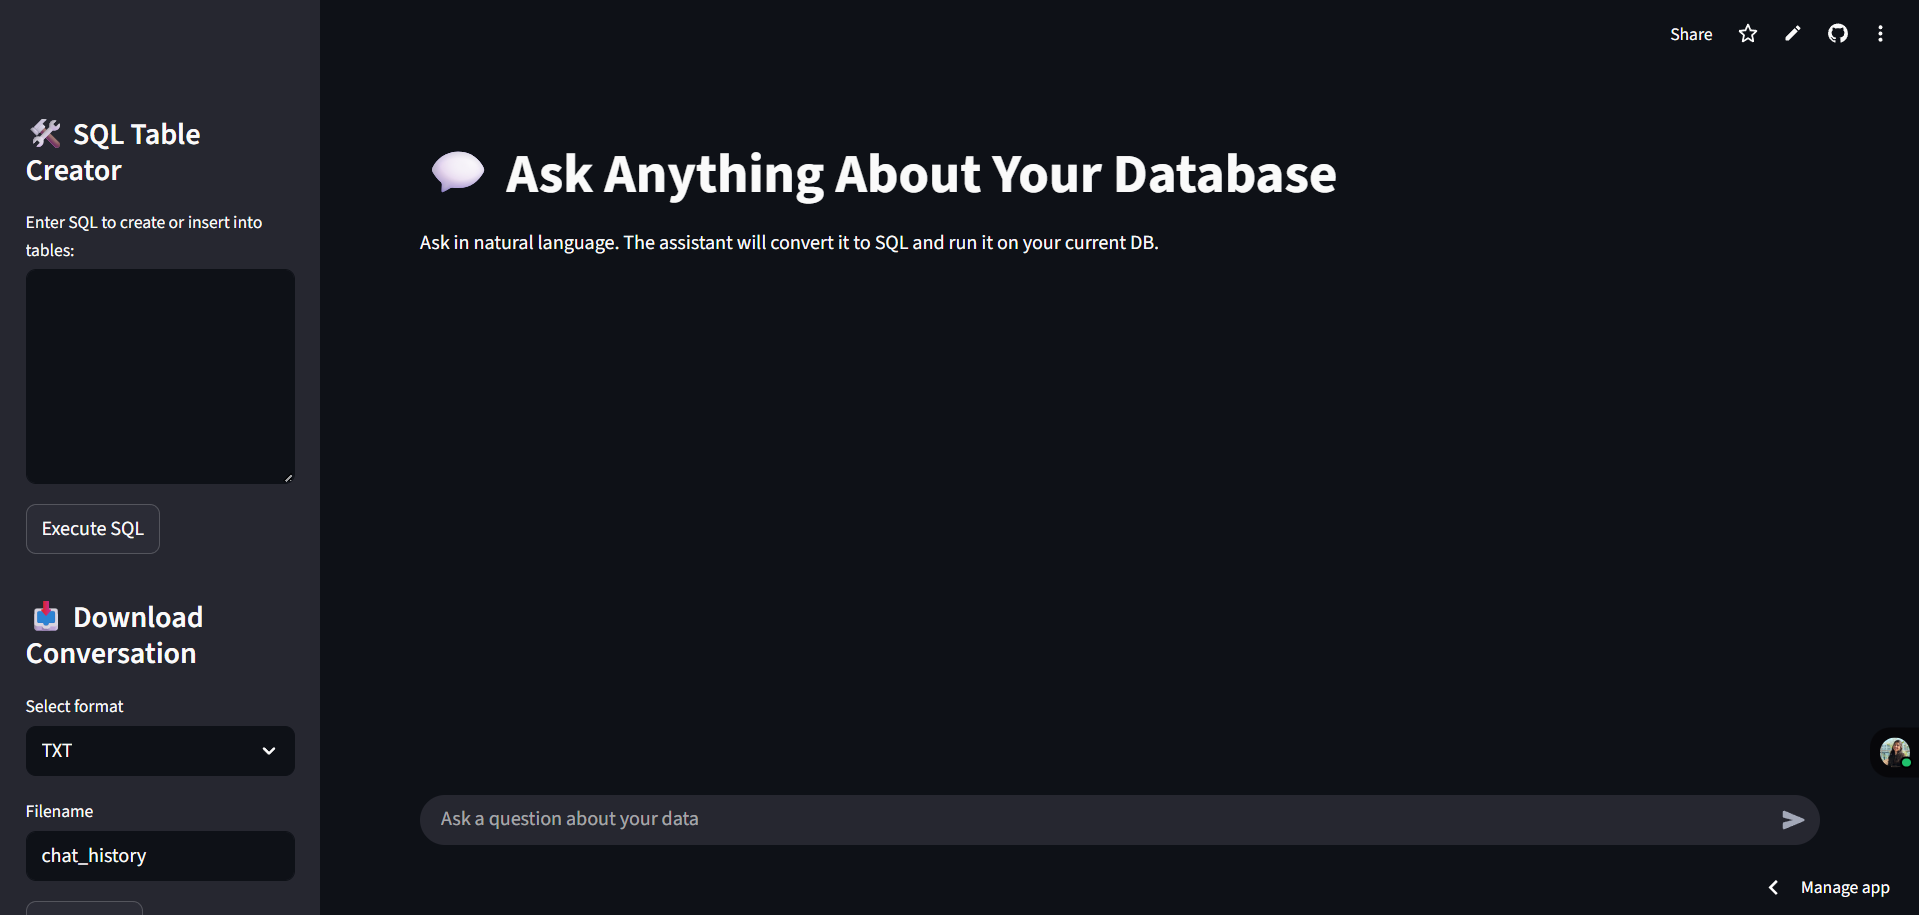 Share
🛠️ SQL Table
Creator
Enter SQL to create or insert into
tables:
Execute SQL
📥 Download
Conversation
Select format
TXT
Filename
chat_history
💬 Ask Anything About Your Database
Ask in natural language. The assistant will convert it to SQL and run it on your current DB.
Ask a question about your data
Manage app